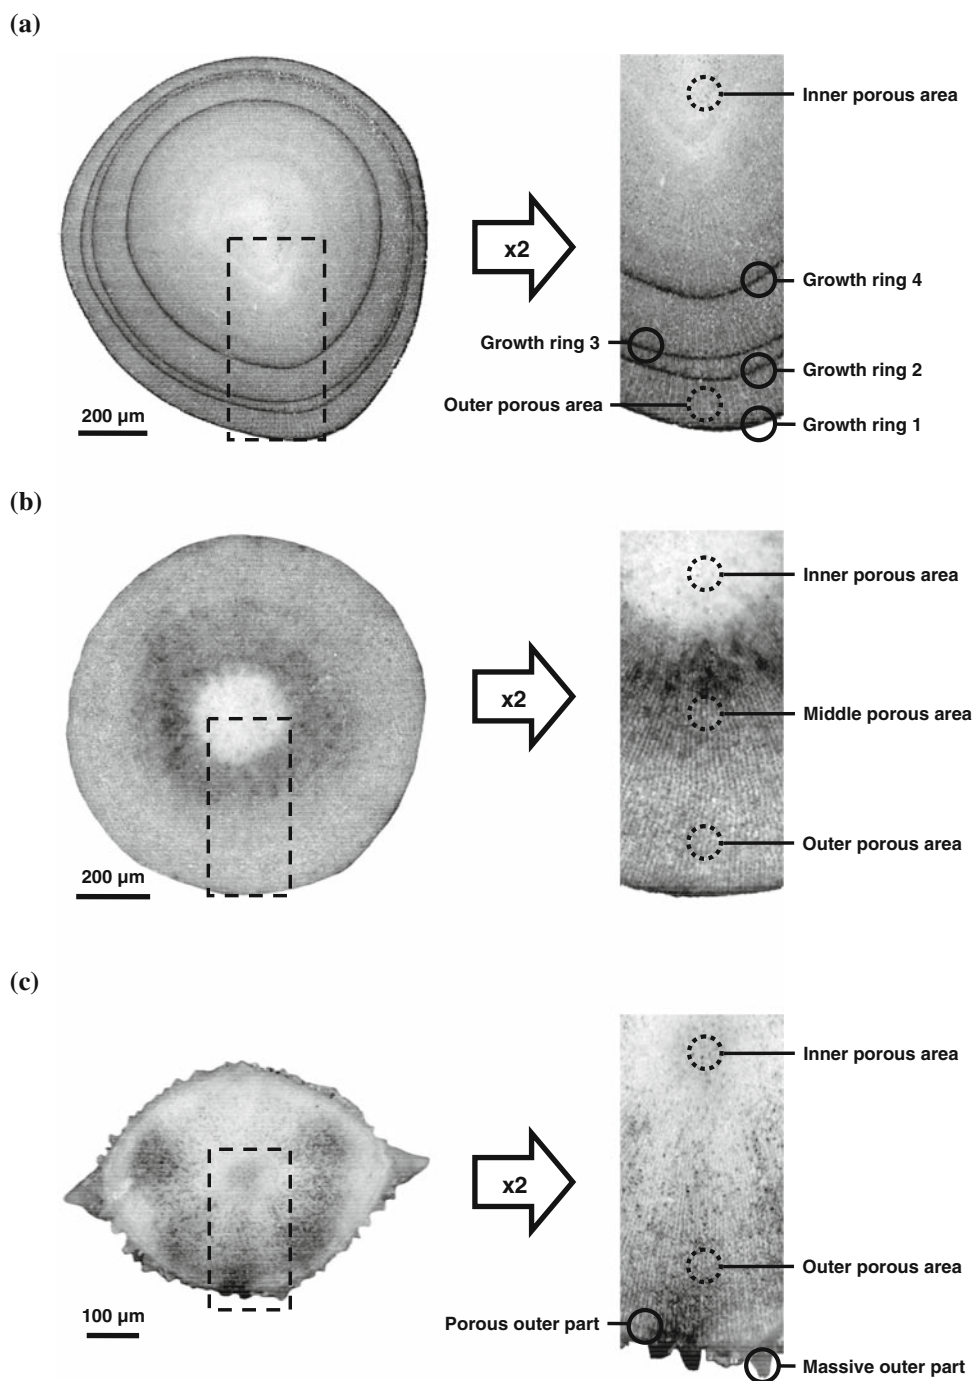 (a)
Inner porous area
x2
Growth ring 4
Growth ring 3
Growth ring 2
Outer porous area
Growth ring 1
200 µm
(b)
Inner porous area
x2
Middle porous area
Outer porous area
200 µm
(c)
Inner porous area
x2
Outer porous area
Porous outer part
100 µm
Massive outer part